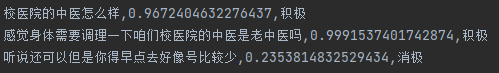 校医院的中医怎么样,0.9672404632276437,积极
感觉身体需要调理一下咱们校医院的中医是老中医吗,0.9991537401742874,积极
听说还可以但是你得早点去好像号比较少,0.2353814832529434,消极